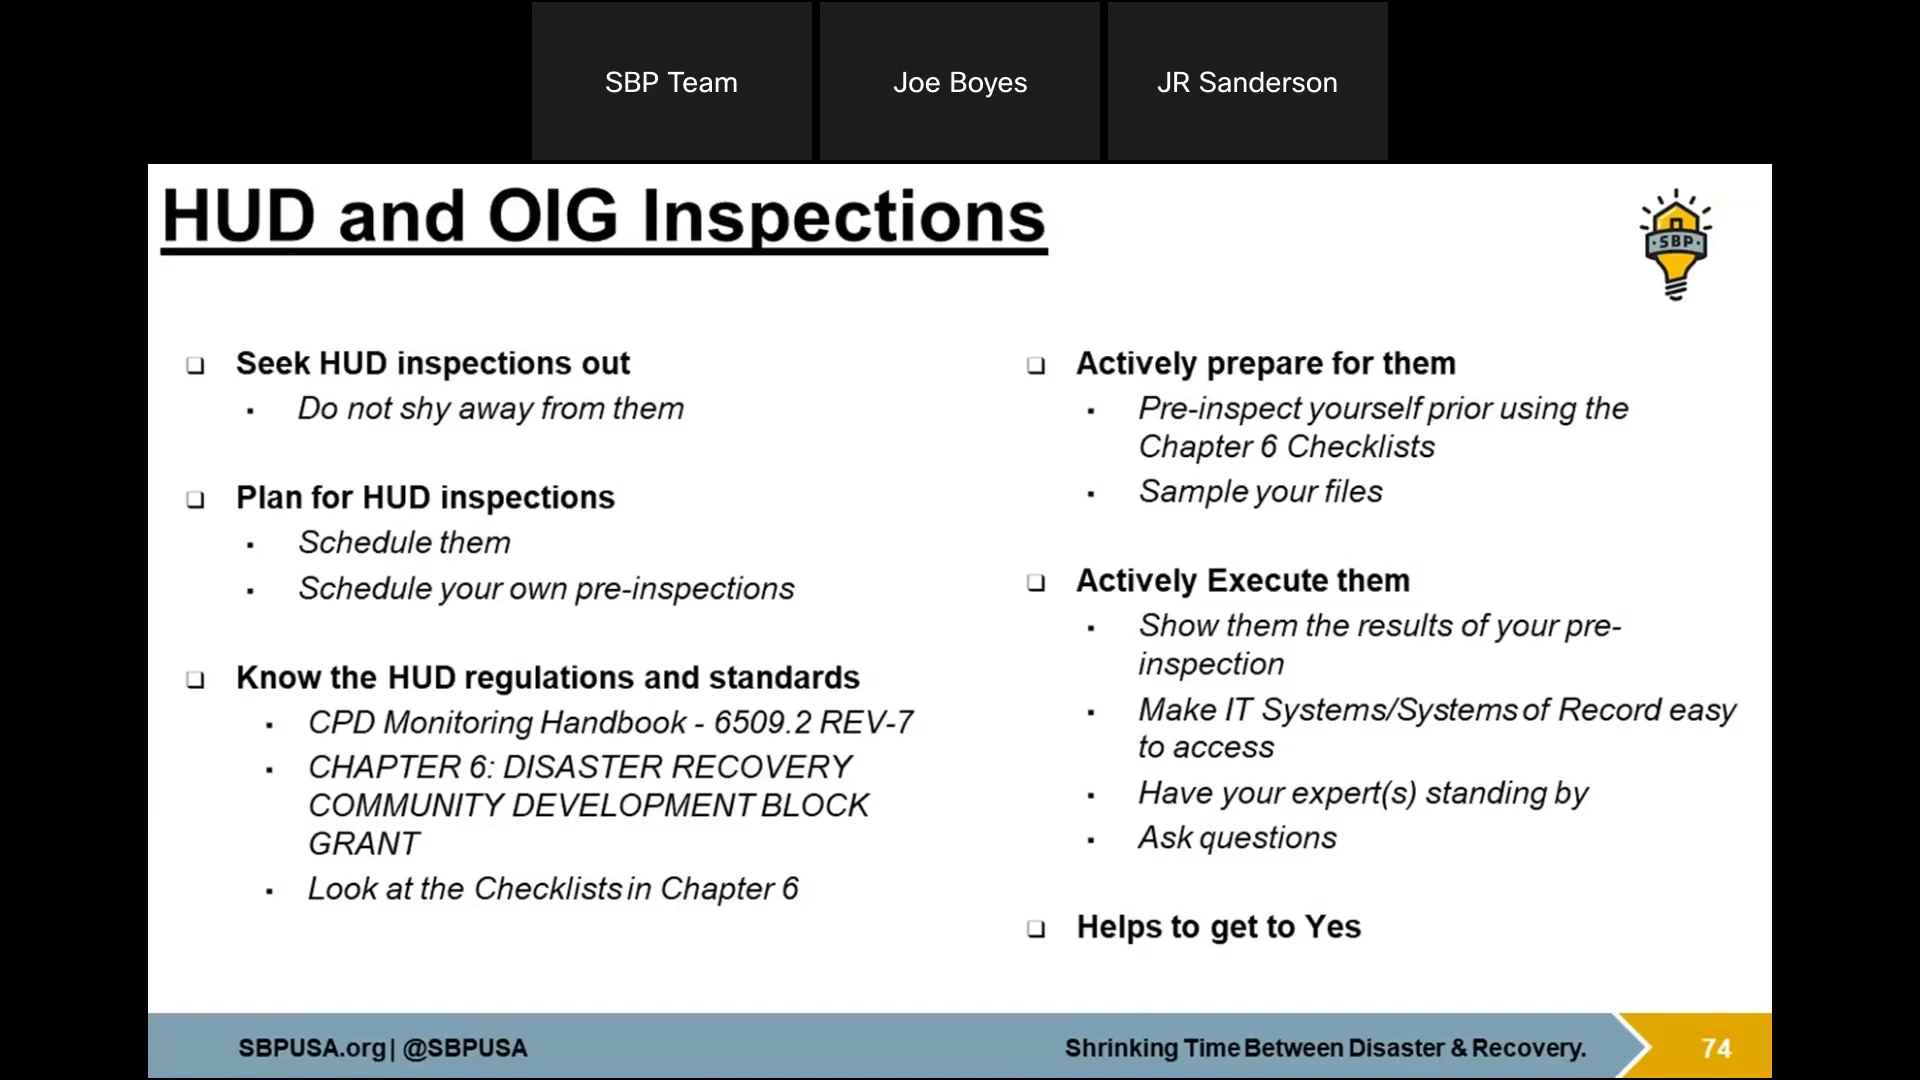 SBP Team
Joe Boyes
JR Sanderson
HUD and OIG Inspections
SBP
Seek HUD inspections out
Do not shy away from them
Plan for HUD inspections
Schedule them
Schedule your own pre-inspections
Know the HUD regulations and standards
CPD Monitoring Handbook - 6509.2 REV-7
CHAPTER 6: DISASTER RECOVERY
COMMUNITY DEVELOPMENT BLOCK
GRANT
Look at the Checklists in Chapter 6
Actively prepare for them
Pre-inspect yourself prior using the
Chapter 6 Checklists
Sample your files
Actively Execute them
Show them the results of your pre-
inspection
Make IT Systems/Systems of Record easy
to access
Have your expert(s) standing by
Ask questions
Helps to get to Yes
SBPUSA.org| @SBPUSA
Shrinking Time Between Disaster & Recovery.
74